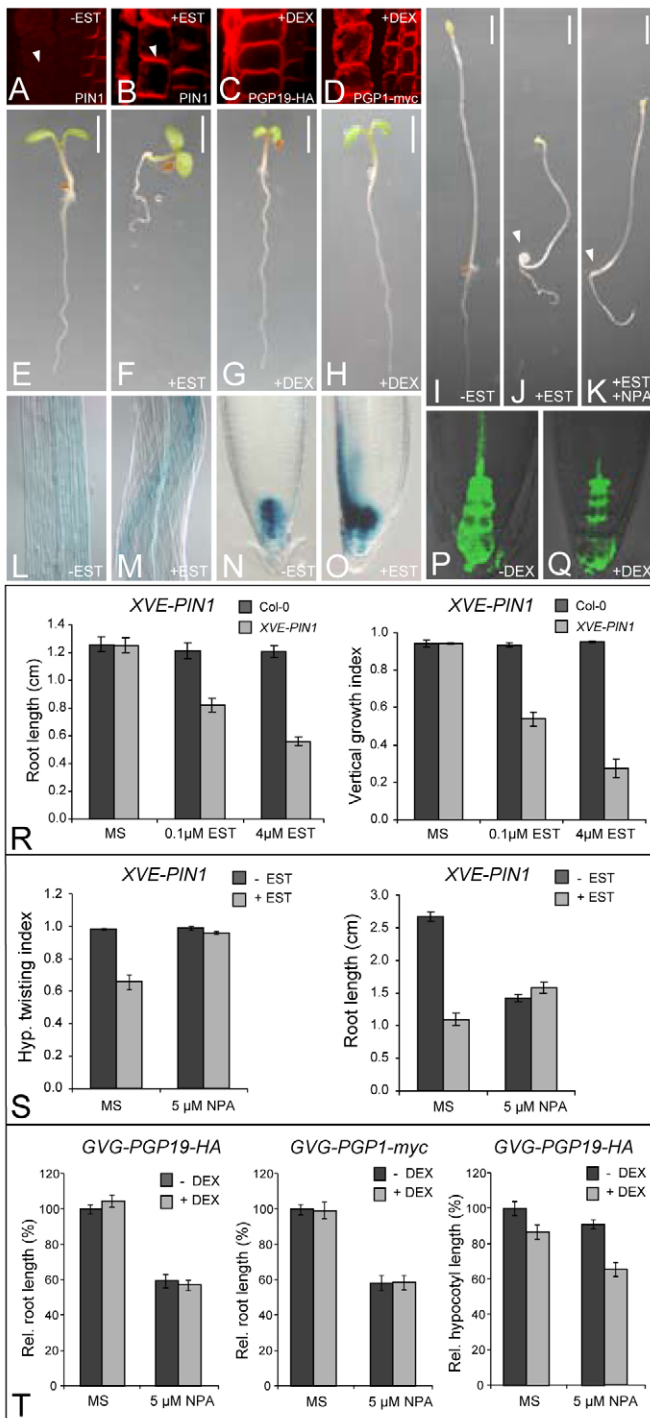 -EST
+EST
+DEX
+DEX
A
PIN1
B
PIN1
C
PGP19-HA
D
PGP1-myc
E
F
+EST
G
+DEX
H
+DEX
I
-EST
J
+EST
K
+EST
+NPA
L
-EST
M
+EST
N
-EST
O
+EST
P
-DEX
Q
+DEX
XVE-PIN1
Col-0
XVE-PIN1
Root length (cm)
1.6
1.2
0.8
0.4
0.0
MS
0.1µM EST
4µM EST
XVE-PIN1
Col-0
XVE-PIN1
Vertical growth index
1.0
0.8
0.6
0.4
0.2
MS
0.1µM EST
4µM EST
R
XVE-PIN1
- EST
+ EST
Hyp. twisting index
1.2
1.0
0.8
0.6
0.4
0.2
0.0
MS
5 µM NPA
XVE-PIN1
- EST
+ EST
Root length (cm)
3.0
2.5
2.0
1.5
1.0
0.5
0.0
MS
5 µM NPA
S
GVG-PGP19-HA
- DEX
+ DEX
Rel. root length (%)
120
100
80
60
40
20
0
MS
5 µM NPA
GVG-PGP1-myc
- DEX
+ DEX
Rel. root length (%)
120
100
80
60
40
20
0
MS
5 µM NPA
GVG-PGP19-HA
- DEX
+ DEX
Rel. hypocotyl length (%)
120
100
80
60
40
20
0
MS
5 µM NPA
T